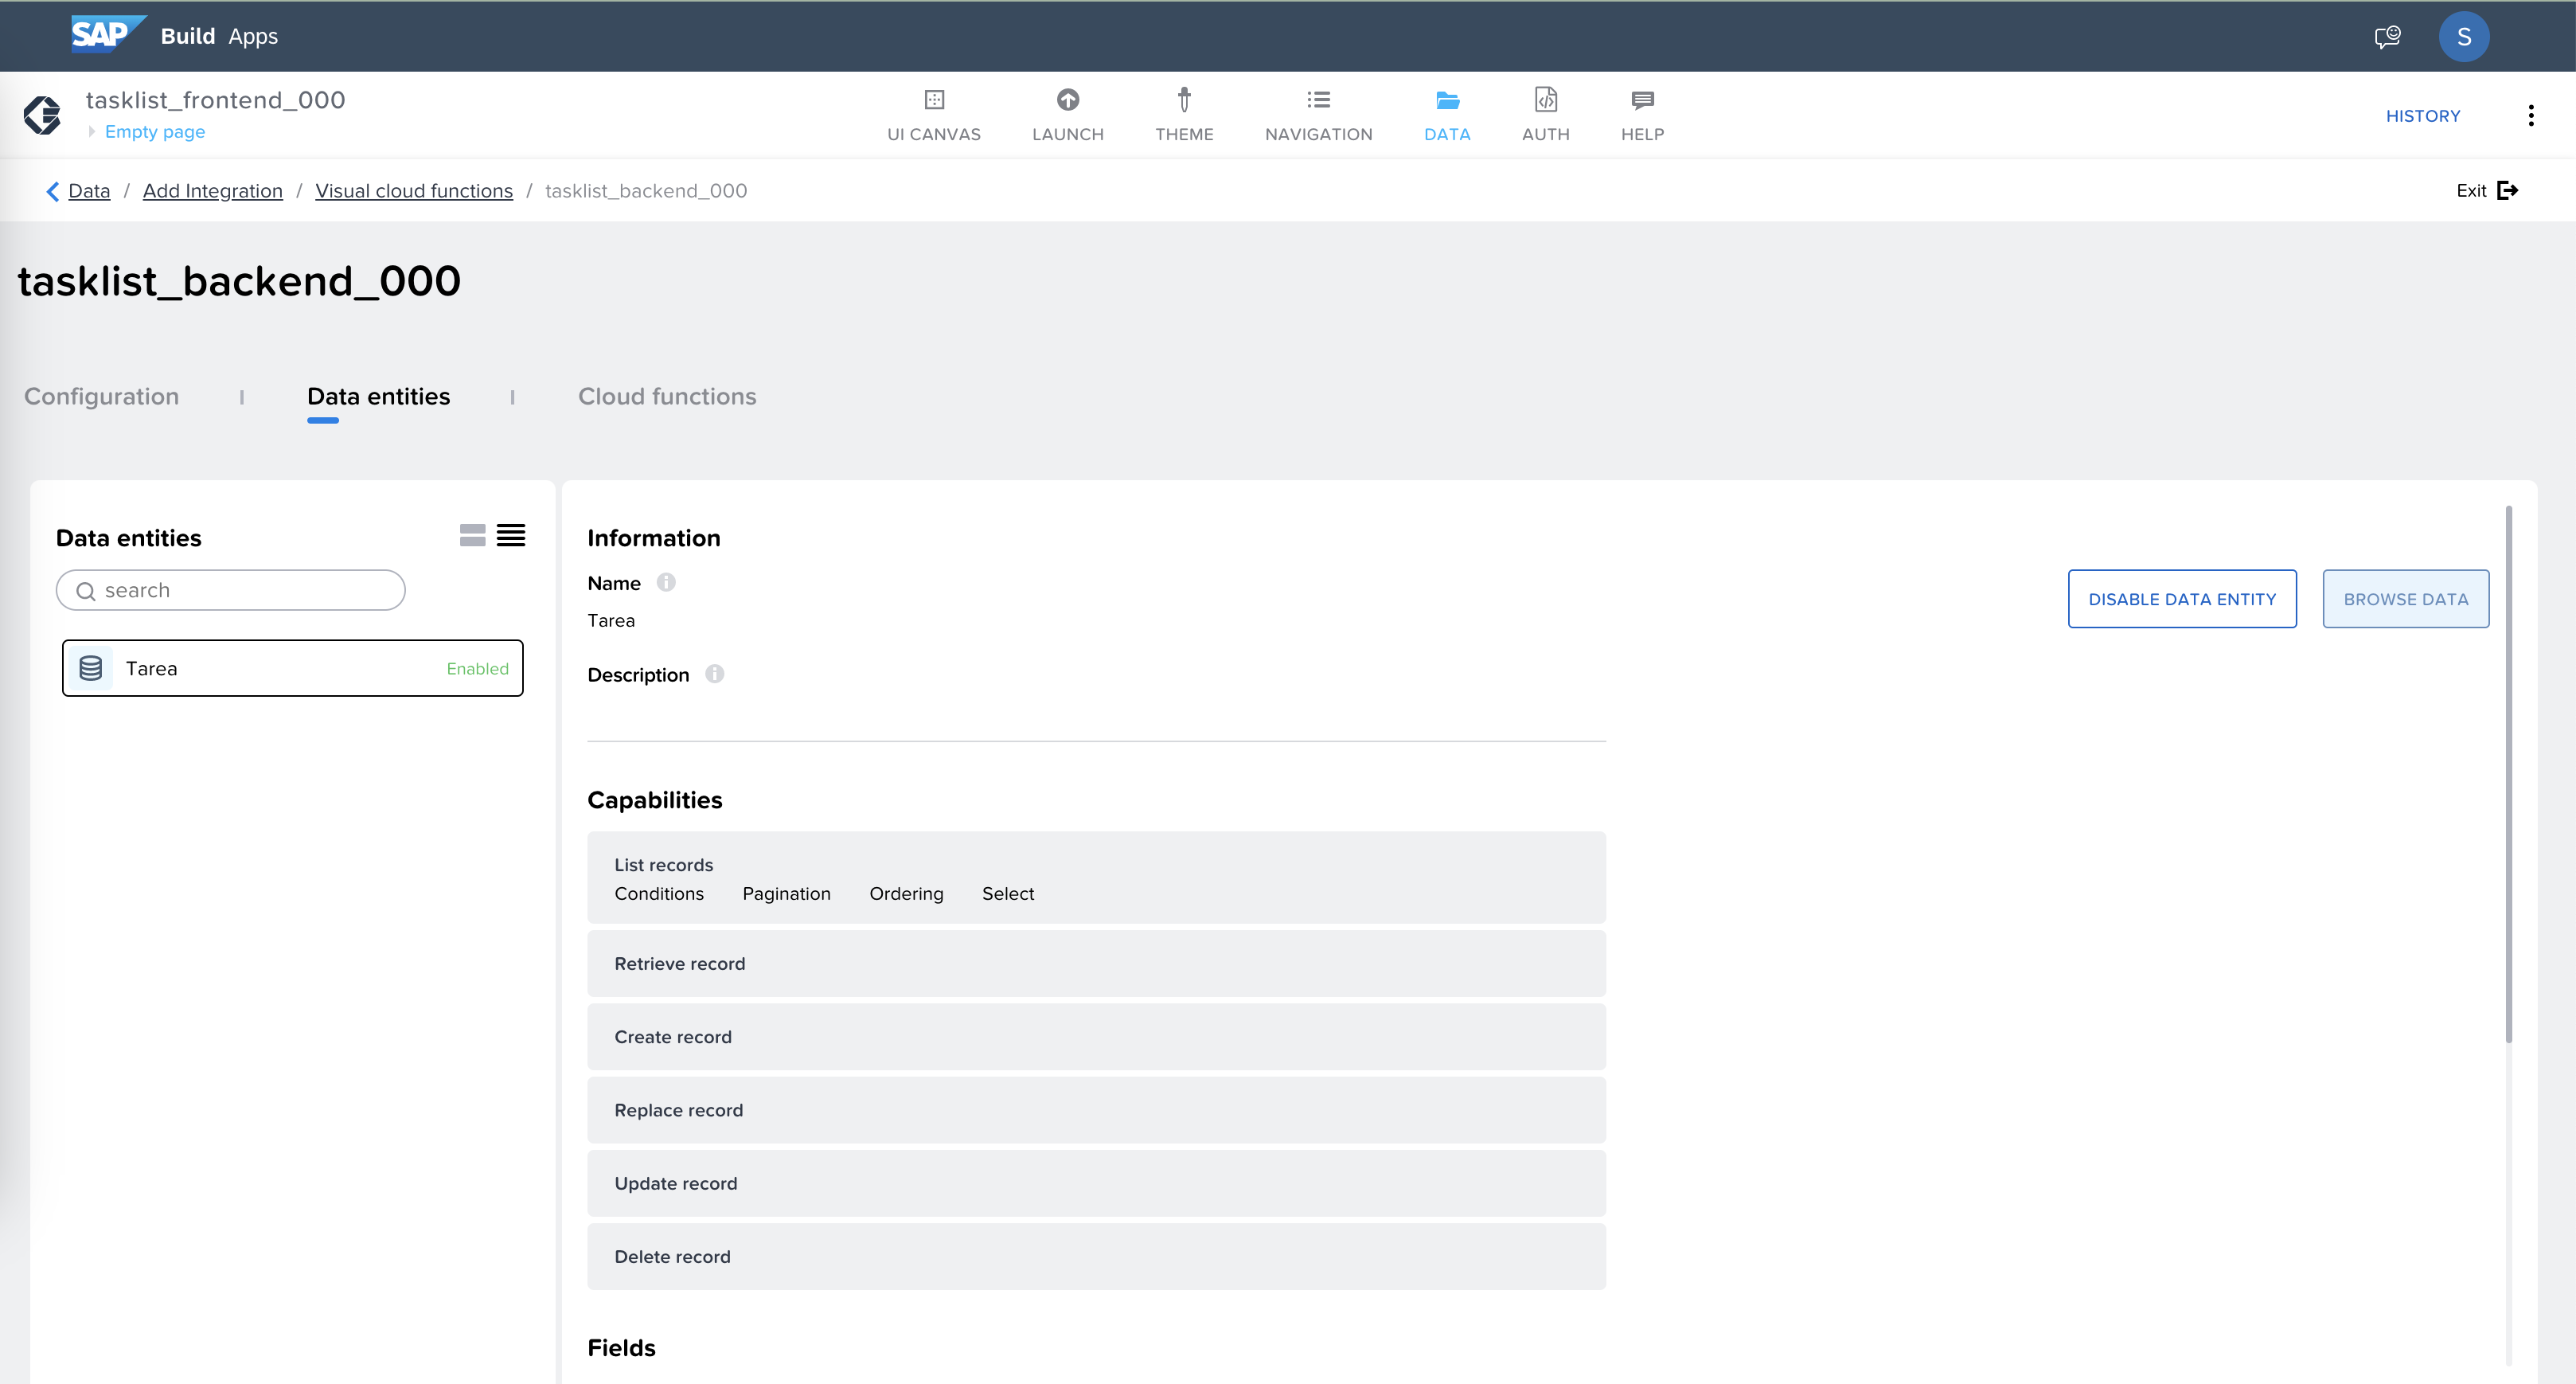 SAP Build Apps
S
tasklist_frontend_000
Empty page
UI CANVAS
LAUNCH
THEME
NAVIGATION
DATA
AUTH
HELP
HISTORY
Data / Add Integration / Visual cloud functions / tasklist_backend_000
Exit
tasklist_backend_000
Configuration
Data entities
Cloud functions
Data entities
search
Tarea Enabled
Information
Name
Tarea
DISABLE DATA ENTITY
BROWSE DATA
Description
Capabilities
List records
Conditions Pagination Ordering Select
Retrieve record
Create record
Replace record
Update record
Delete record
Fields